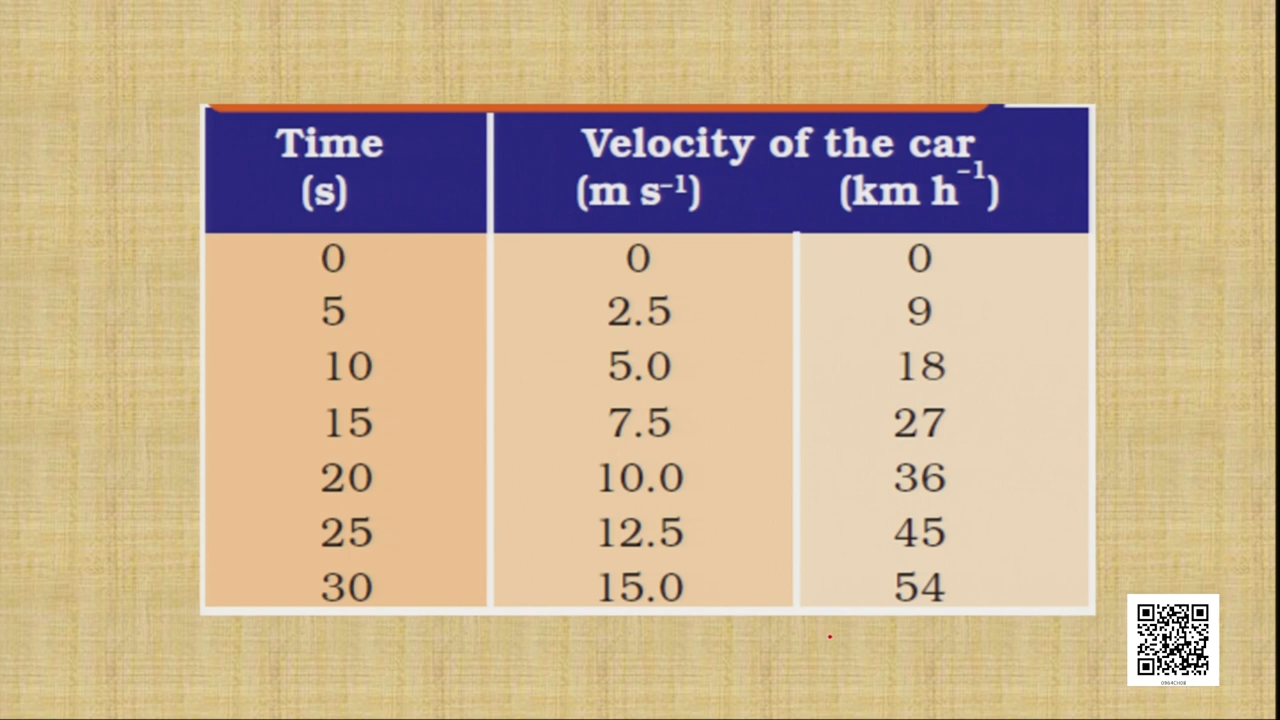 Time Velocity of the car
(s) (m s⁻¹) (km h⁻¹)
0 0 0
5 2.5 9
10 5.0 18
15 7.5 27
20 10.0 36
25 12.5 45
30 15.0 54
0964CH08